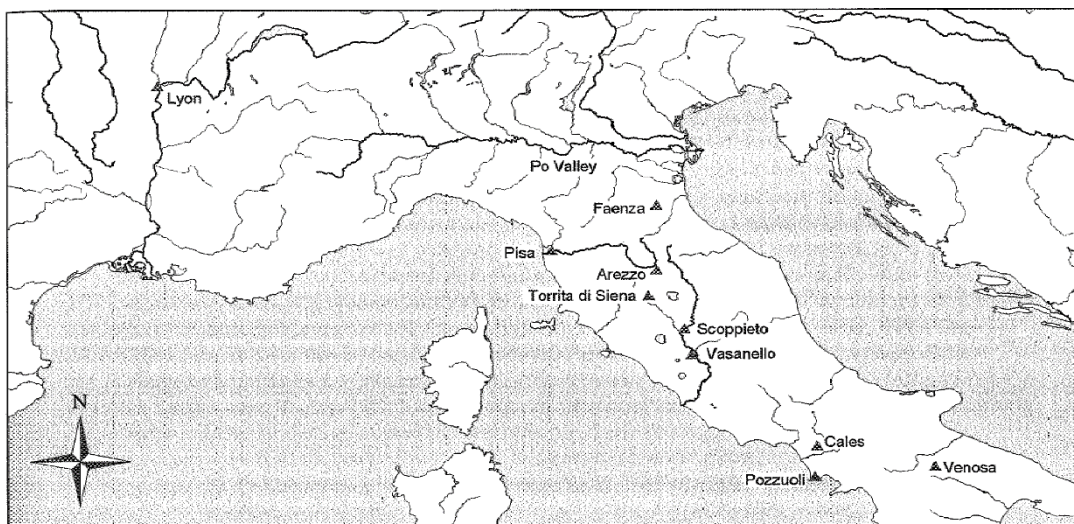 Lyon
Po Valley
Faenza
Pisa
Arezzo
Torrita di Siena
Scoppieto
Vasanello
N
Cales
Venosa
Pozzuoli